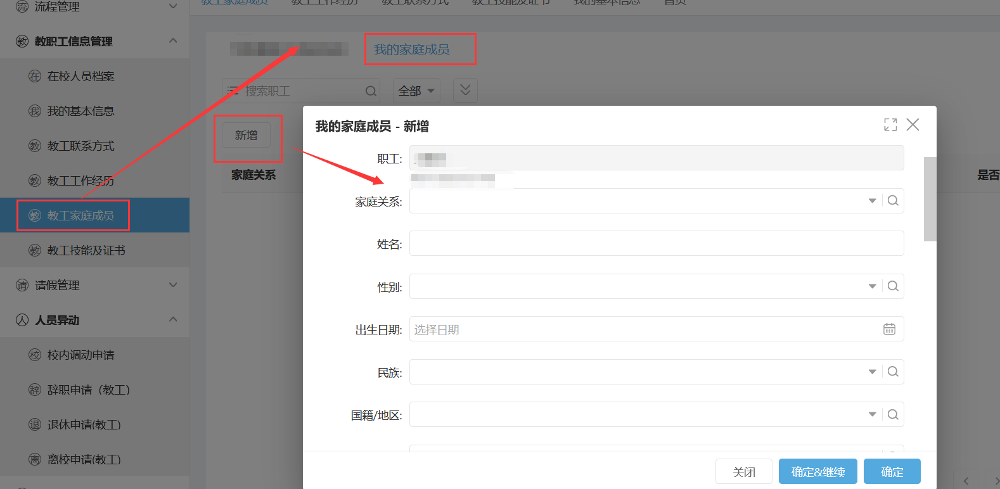 流 流程管理
教 教职工信息管理
在 在校人员档案
我 我的基本信息
教 教工联系方式
教 教工工作经历
教 教工家庭成员
教 教工技能及证书
请 请假管理
人 人员异动
校 校内调动申请
辞 辞职申请（教工）
退 退休申请(教工)
离 离校申请(教工)
教工家庭成员 教工工作经历 教工联系方式 教工技能及证书 我的基本信息 首页
我的家庭成员
搜索职工 全部
新增
家庭关系
是否
我的家庭成员 - 新增
职工:
家庭关系:
姓名:
性别:
出生日期: 选择日期
民族:
国籍/地区:
关闭 确定&继续 确定